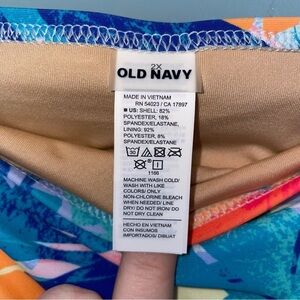 2X
OLD NAVY
MADE IN VIETNAM
RN 54023 / CA 17897
US: SHELL: 82%
POLYESTER, 18%
SPANDEX/ELASTANE,
LINING: 92%
POLYESTER, 8%
SPANDEX/ELASTANE
1166
MACHINE WASH COLD/
WASH WITH LIKE
COLORS/ ONLY
NON-CHLORINE BLEACH
WHEN NEEDED/ LINE
DRY/ DO NOT IRON/ DO
NOT DRY CLEAN
HECHO EN VIETNAM
CON INSUMOS
IMPORTADOS/ DIBUAT